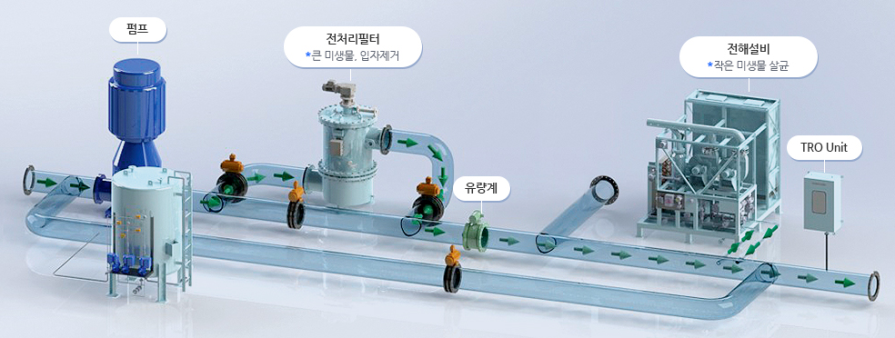 펌프
전처리필터
*큰 미생물, 입자제거
유량계
전해설비
*작은 미생물 살균
TRO Unit